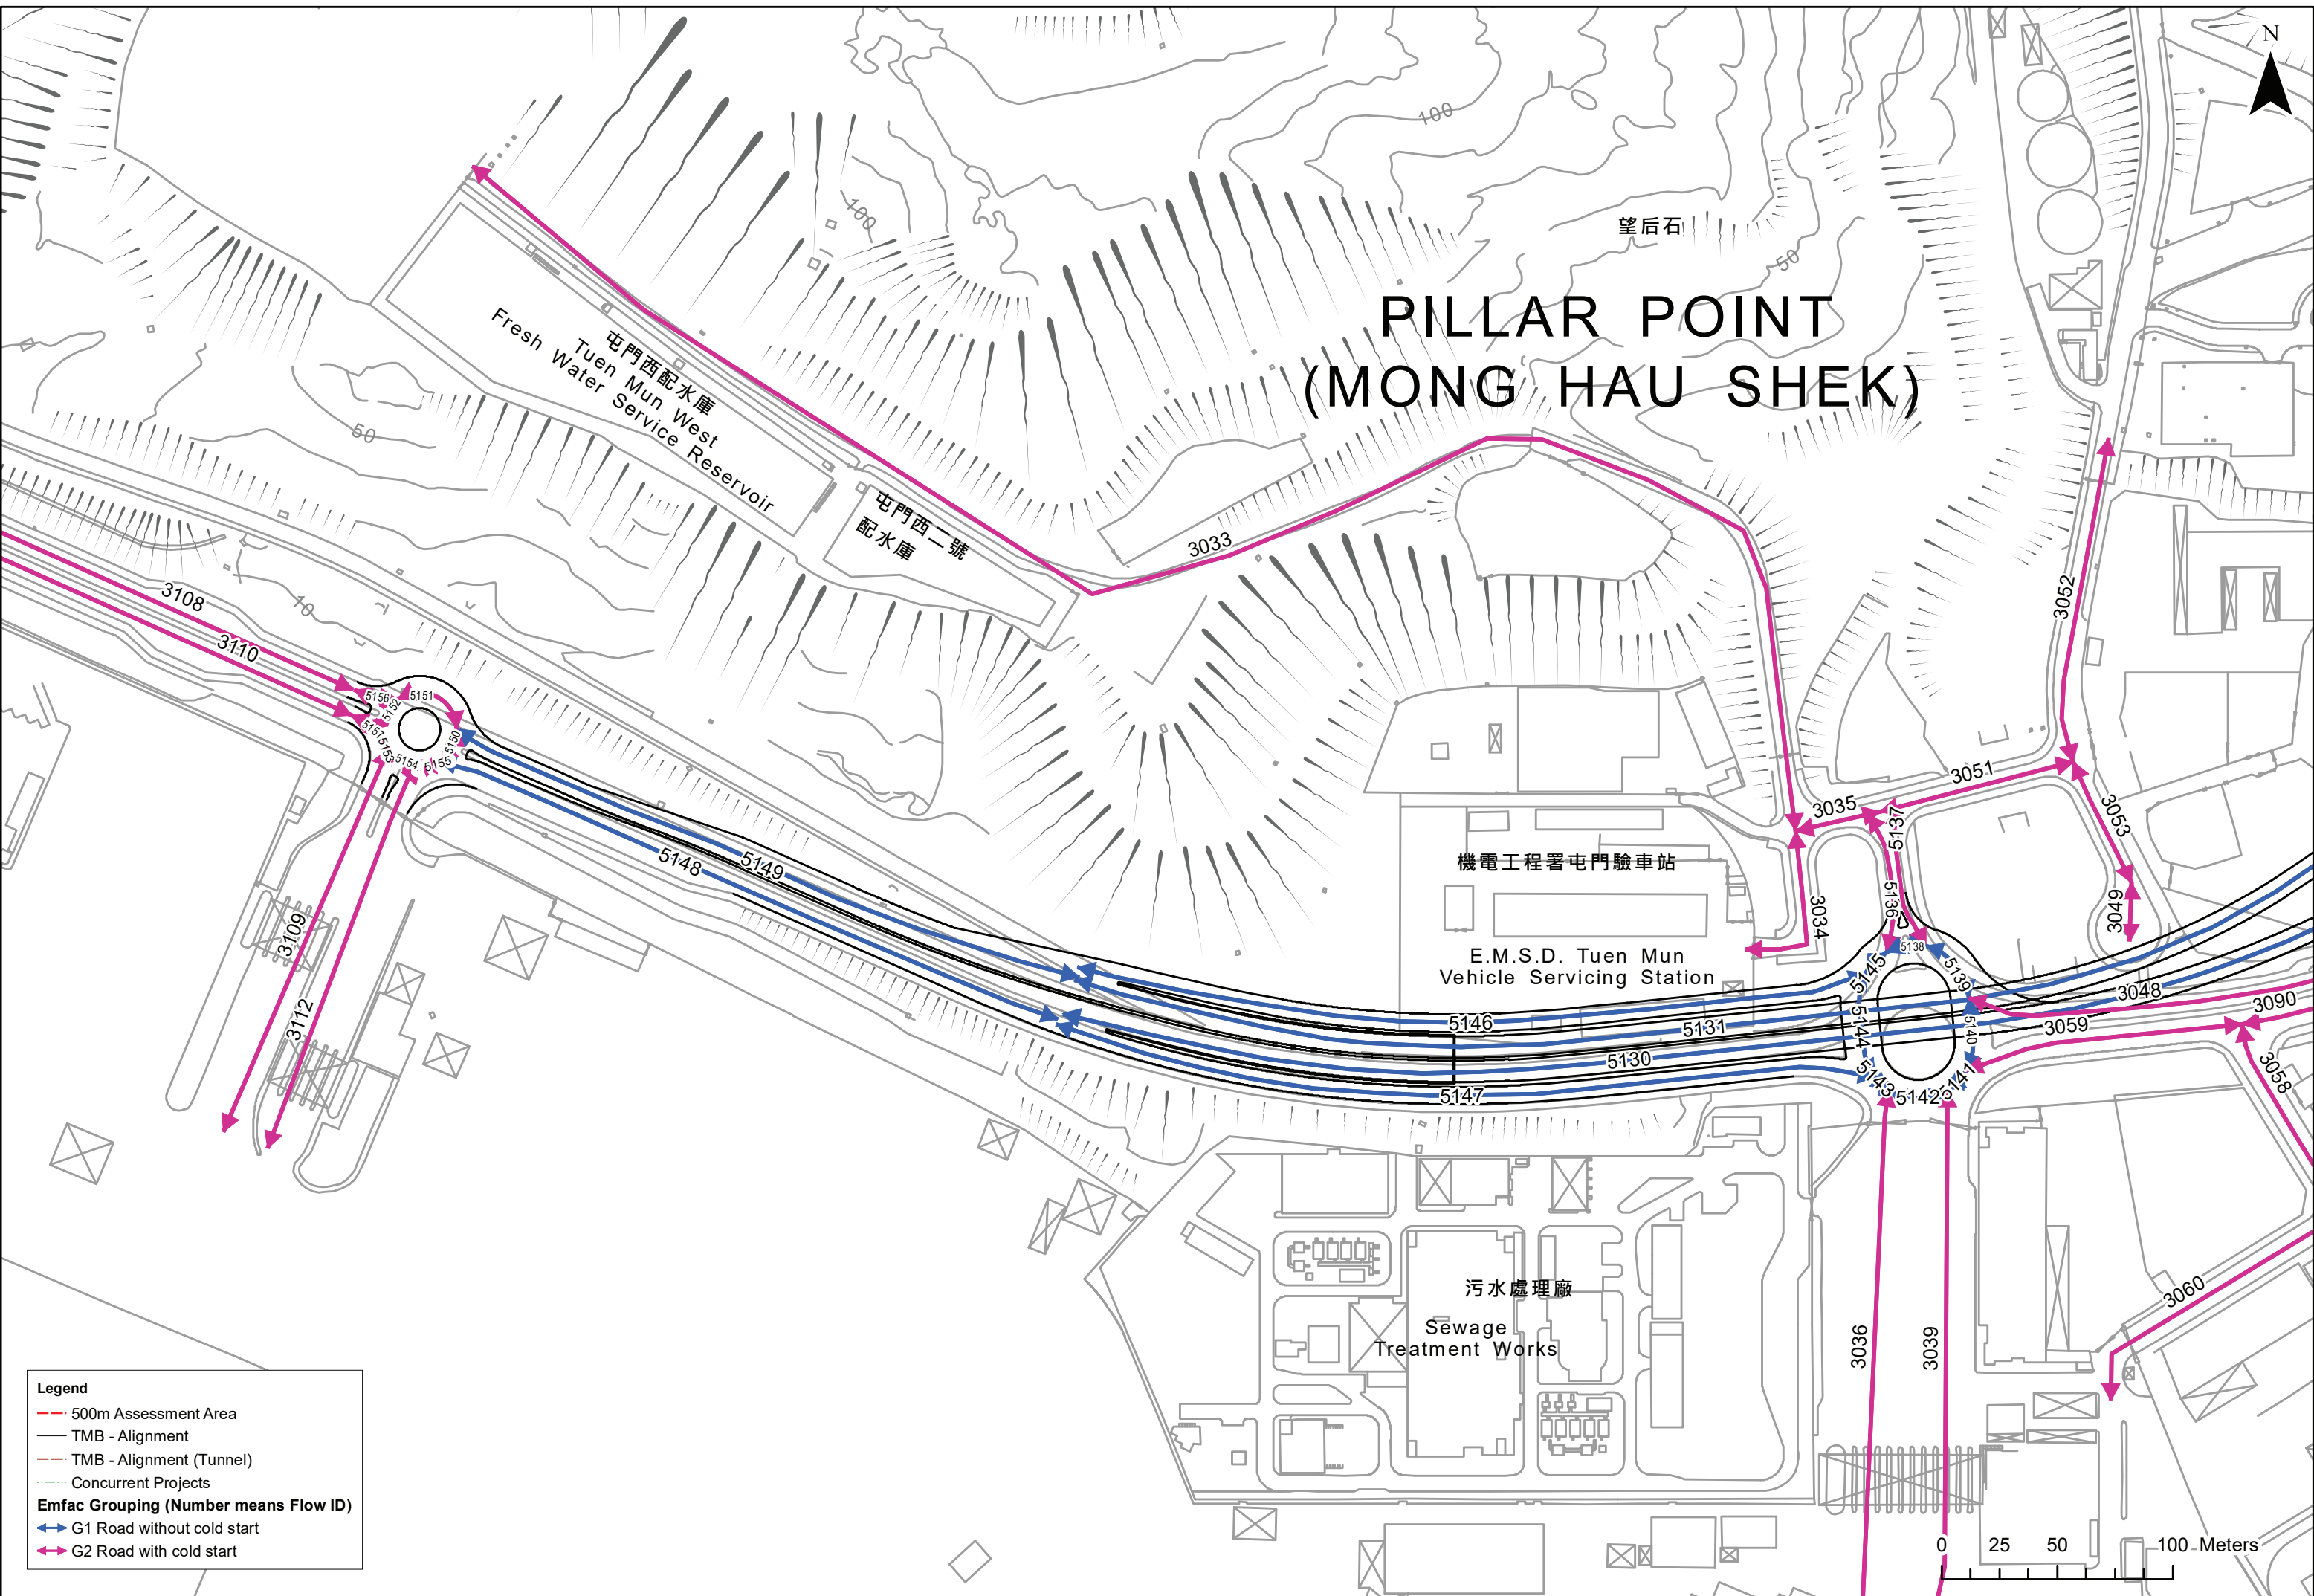 N
100
100
望后石
50
PILLAR POINT
(MONG HAU SHEK)
屯門西配水庫
Tuen Mun West
Fresh Water Service Reservoir
50
屯門西二號
配水庫
3033
3052
3108
10
3110
5156
5151
5152
5157
5153
5150
5154
5155
3051
3035
5137
3053
5148
5149
機電工程署屯門驗車站
5136
3049
3034
3109
E.M.S.D. Tuen Mun
Vehicle Servicing Station
5138
5145
5139
3048
3090
3112
5146
5131
5144
5140
3059
5130
5147
5143
5142
5141
3058
污水處理廠
Sewage
Treatment Works
3060
3036
3039
Legend
500m Assessment Area
TMB - Alignment
TMB - Alignment (Tunnel)
Concurrent Projects
Emfac Grouping (Number means Flow ID)
G1 Road without cold start
G2 Road with cold start
0 25 50 100 Meters